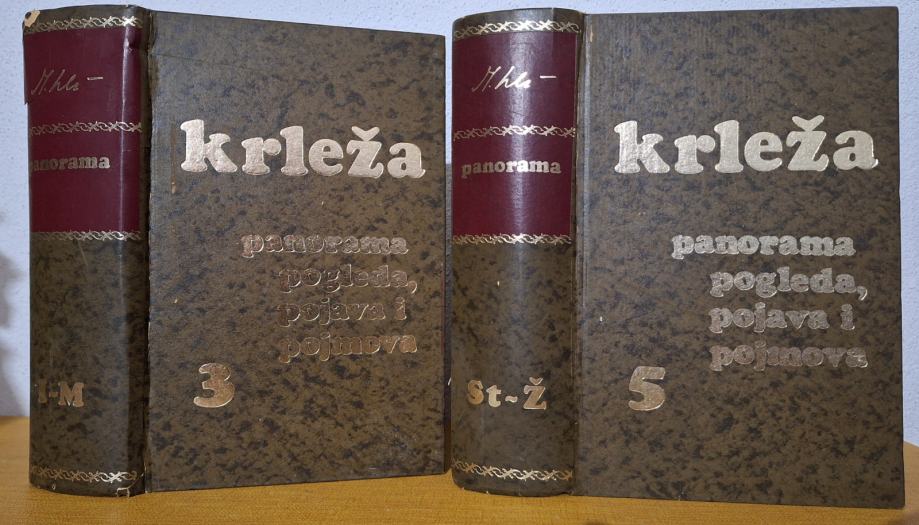 panorama
I-M
krleža
panorama
pogleda,
pojava i
pojmova
3
panorama
St-Ž
krleža
panorama
pogleda,
pojava i
pojmova
5